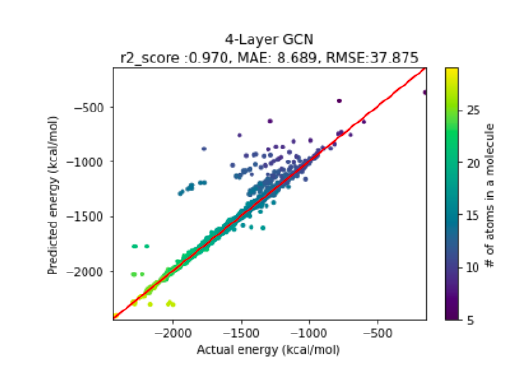 4-Layer GCN
r2_score :0.970, MAE: 8.689, RMSE:37.875
Predicted energy (kcal/mol)
−500
−1000
−1500
−2000
−2000
−1500
−1000
−500
Actual energy (kcal/mol)
25
20
15
10
5
# of atoms in a molecule